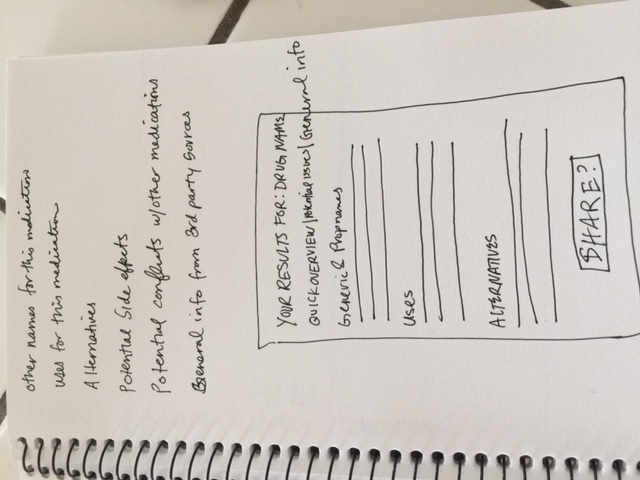 other names for this medication
uses for this medication
Alternatives
Potential Side effects
Potential conflicts w/other medications
General info from 3rd party Sources
YOUR RESULTS FOR: DRUG NAME
QUICK OVERVIEW / Potential issues / General info
Generic & Propnames
Uses
ALTERNATIVES
SHARE?